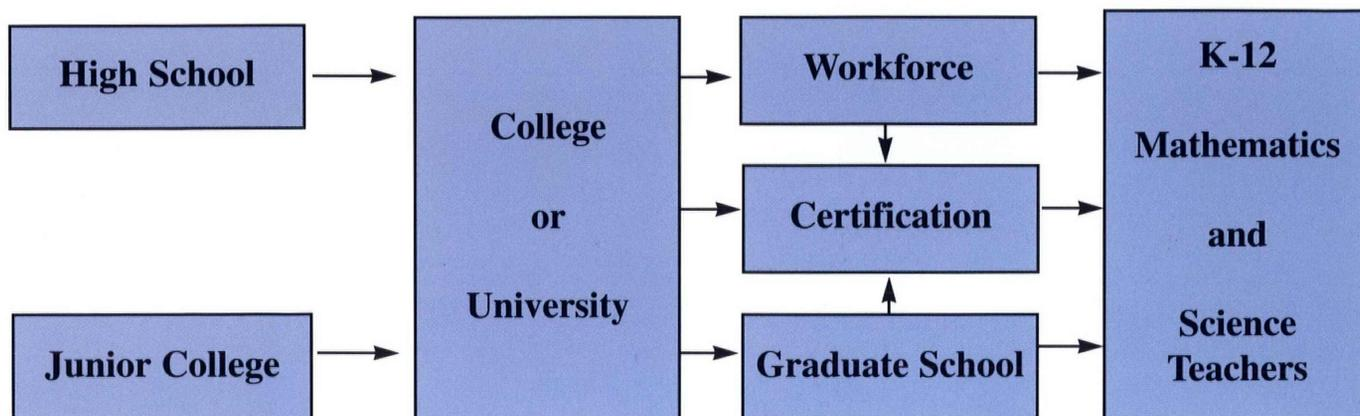 High School
Junior College
College
or
University
Workforce
Certification
Graduate School
K-12
Mathematics
and
Science
Teachers